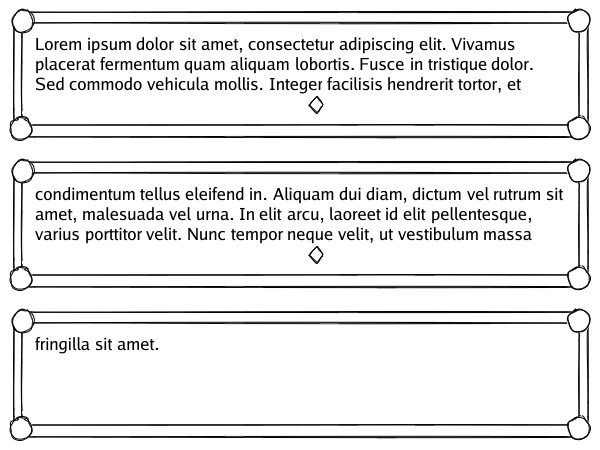 Lorem ipsum dolor sit amet, consectetur adipiscing elit. Vivamus
placerat fermentum quam aliquam lobortis. Fusce in tristique dolor.
Sed commodo vehicula mollis. Integer facilisis hendrerit tortor, et
condimentum tellus eleifend in. Aliquam dui diam, dictum vel rutrum sit
amet, malesuada vel urna. In elit arcu, laoreet id elit pellentesque,
varius porttitor velit. Nunc tempor neque velit, ut vestibulum massa
fringilla sit amet.